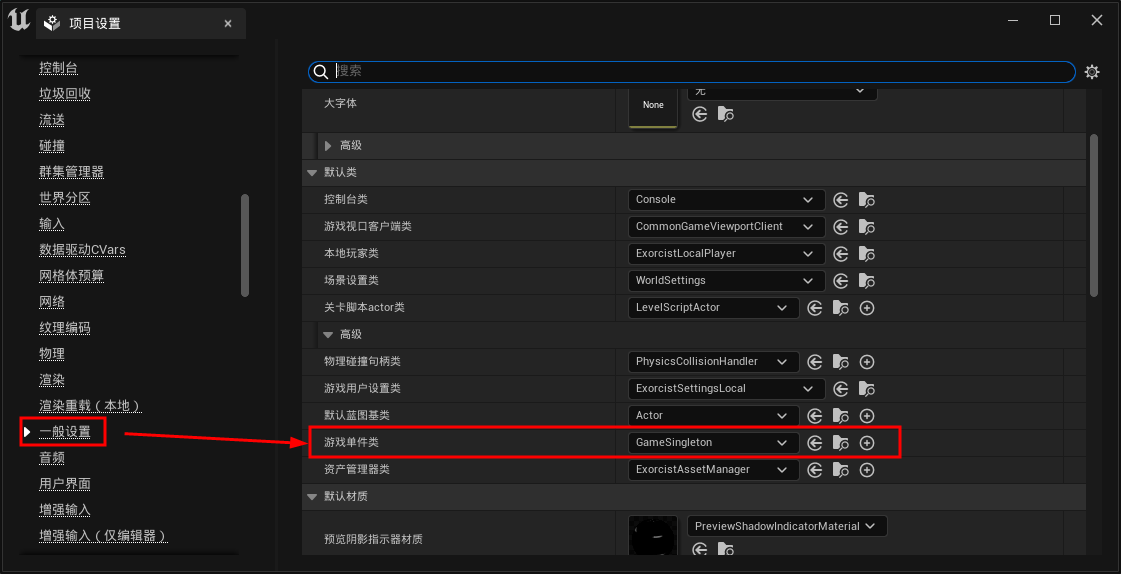 项目设置
控制台
垃圾回收
流送
碰撞
群集管理器
世界分区
输入
数据驱动CVars
网格体预算
网络
纹理编码
物理
渲染
渲染重载（本地）
一般设置
音频
用户界面
增强输入
增强输入（仅编辑器）
搜索
大字体 None 无
高级
默认类
控制台类 Console
游戏视口客户端类 CommonGameViewportClient
本地玩家类 ExorcistLocalPlayer
场景设置类 WorldSettings
关卡脚本actor类 LevelScriptActor
高级
物理碰撞句柄类 PhysicsCollisionHandler
游戏用户设置类 ExorcistSettingsLocal
默认蓝图基类 Actor
游戏单件类 GameSingleton
资产管理器类 ExorcistAssetManager
默认材质
预览阴影指示器材质 PreviewShadowIndicatorMaterial